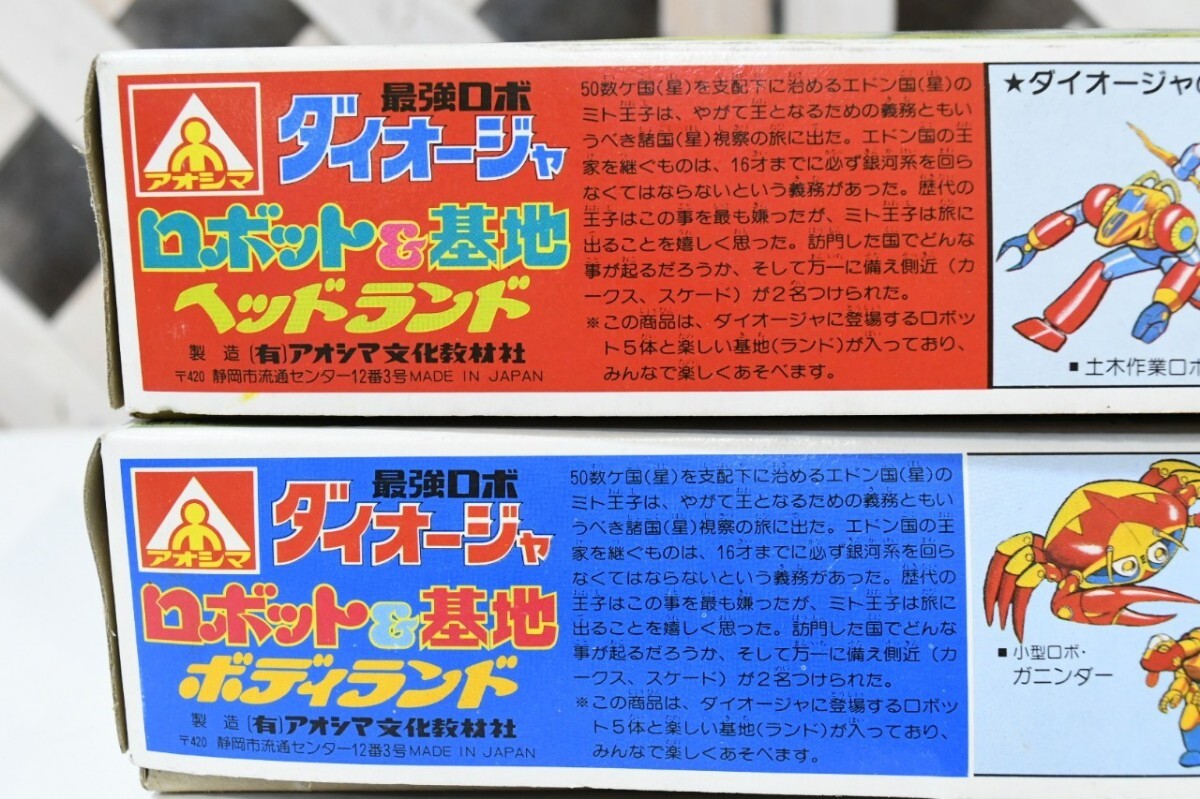 アオシマ
最強ロボ
ダイオージャ
ロボット&基地
ヘッドランド
製造 (有)アオシマ文化教材社
〒420 静岡市流通センター12番3号 MADE IN JAPAN
50数ケ国(星)を支配下に治めるエドン国(星)の
ミト王子は、やがて王となるための義務ともい
うべき諸国(星)視察の旅に出た。エドン国の王
家を継ぐものは、16才までに必ず銀河系を回ら
なくてはならないという義務があった。歴代の
王子はこの事を最も嫌ったが、ミト王子は旅に
出ることを嬉しく思った。訪問した国でどんな
事が起るだろうか、そして万一に備え側近(カ
ークス、スケード)が2名つけられた。
※この商品は、ダイオージャに登場するロボッ
ト5体と楽しい基地(ランド)が入っており、
みんなで楽しくあそべます。
★ダイオージャの
■土木作業ロボ
アオシマ
最強ロボ
ダイオージャ
ロボット&基地
ボディランド
製造 (有)アオシマ文化教材社
〒420 静岡市流通センター12番3号 MADE IN JAPAN
50数ケ国(星)を支配下に治めるエドン国(星)の
ミト王子は、やがて王となるための義務ともい
うべき諸国(星)視察の旅に出た。エドン国の王
家を継ぐものは、16才までに必ず銀河系を回ら
なくてはならないという義務があった。歴代の
王子はこの事を最も嫌ったが、ミト王子は旅に
出ることを嬉しく思った。訪問した国でどんな
事が起るだろうか、そして万一に備え側近(カ
ークス、スケード)が2名つけられた。
※この商品は、ダイオージャに登場するロボッ
ト5体と楽しい基地(ランド)が入っており、
みんなで楽しくあそべます。
■小型ロボ・
ガニンダー